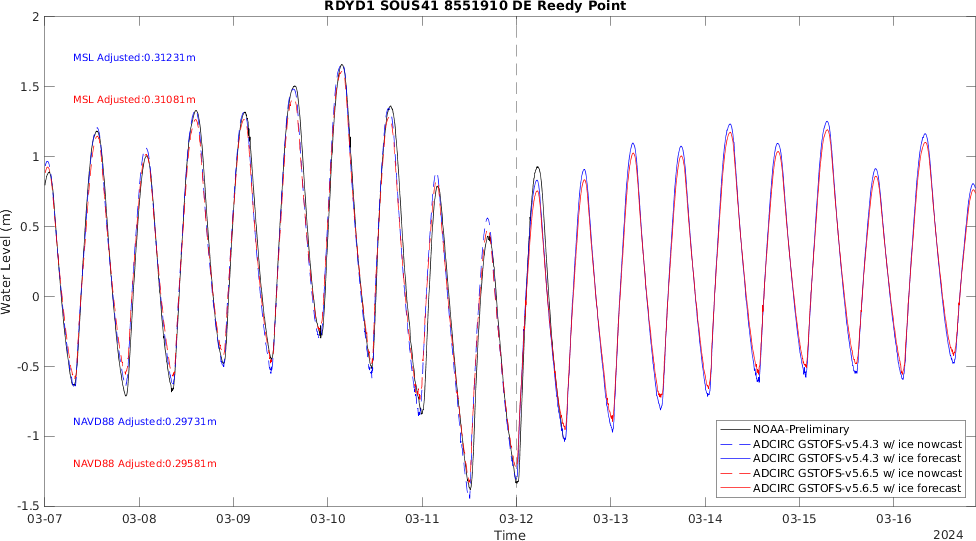 RDYD1 SOUS41 8551910 DE Reedy Point
2
1.5
1
0.5
0
-0.5
-1
-1.5
Water Level (m)
MSL Adjusted:0.31231m
MSL Adjusted:0.31081m
NAVD88 Adjusted:0.29731m
NAVD88 Adjusted:0.29581m
NOAA-Preliminary
ADCIRC GSTOFS-v5.4.3 w/ ice nowcast
ADCIRC GSTOFS-v5.4.3 w/ ice forecast
ADCIRC GSTOFS-v5.6.5 w/ ice nowcast
ADCIRC GSTOFS-v5.6.5 w/ ice forecast
03-07 03-08 03-09 03-10 03-11 03-12 03-13 03-14 03-15 03-16
Time
2024